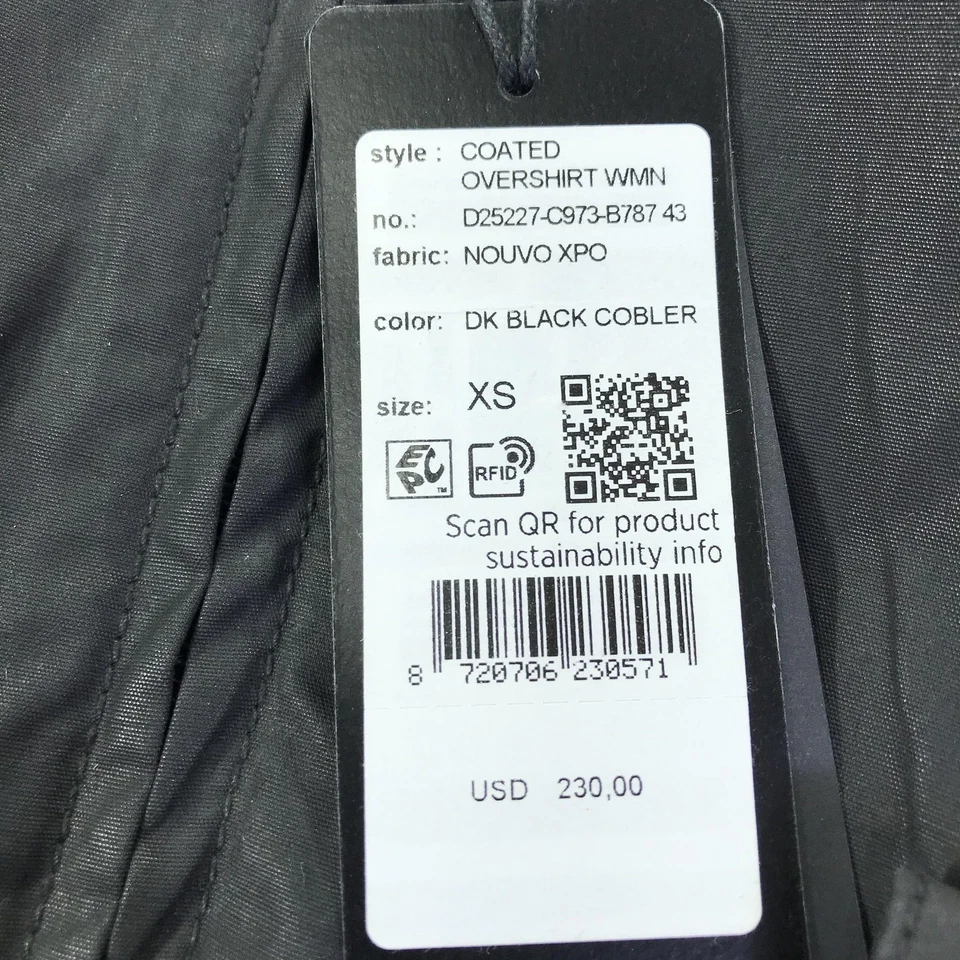 style : COATED
OVERSHIRT WMN
no.: D25227-C973-B787 43
fabric: NOUVO XPO
color: DK BLACK COBLER
size: XS
EPC TM
RFID
Scan QR for product
sustainability info
8 720706 230571
USD 230,00